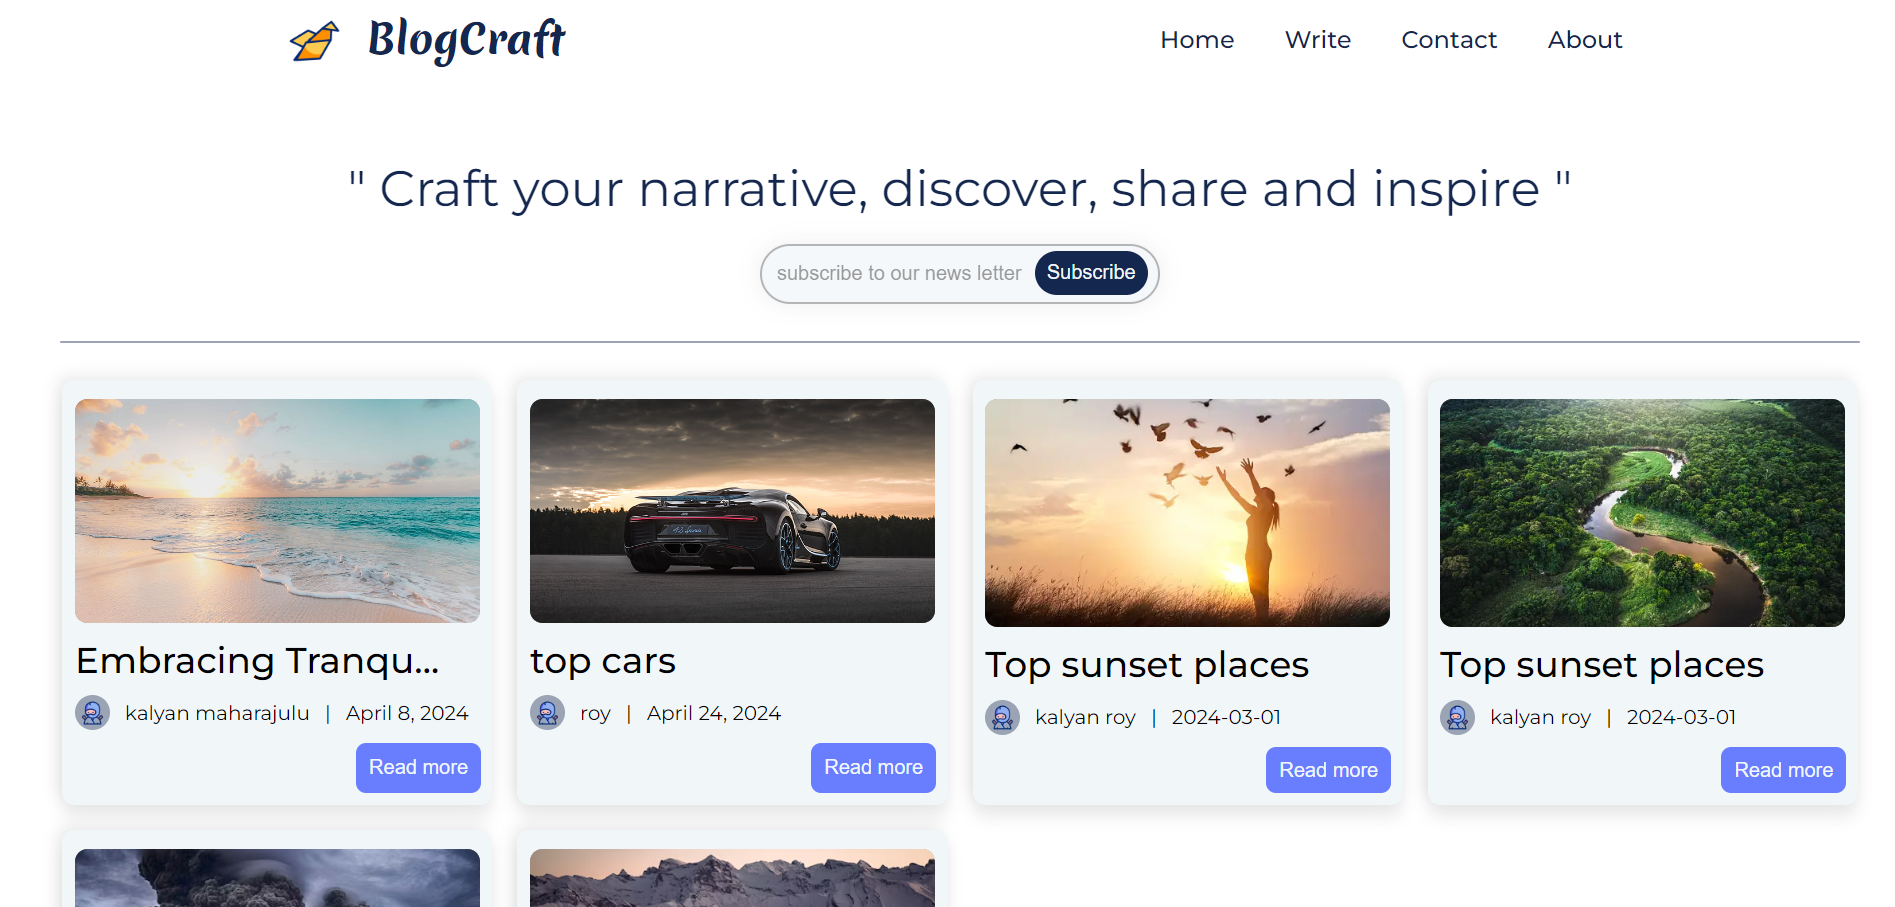 BlogCraft
Home Write Contact About
" Craft your narrative, discover, share and inspire "
subscribe to our news letter Subscribe
Embracing Tranqu...
kalyan maharajulu | April 8, 2024
Read more
top cars
roy | April 24, 2024
Read more
Top sunset places
kalyan roy | 2024-03-01
Read more
Top sunset places
kalyan roy | 2024-03-01
Read more